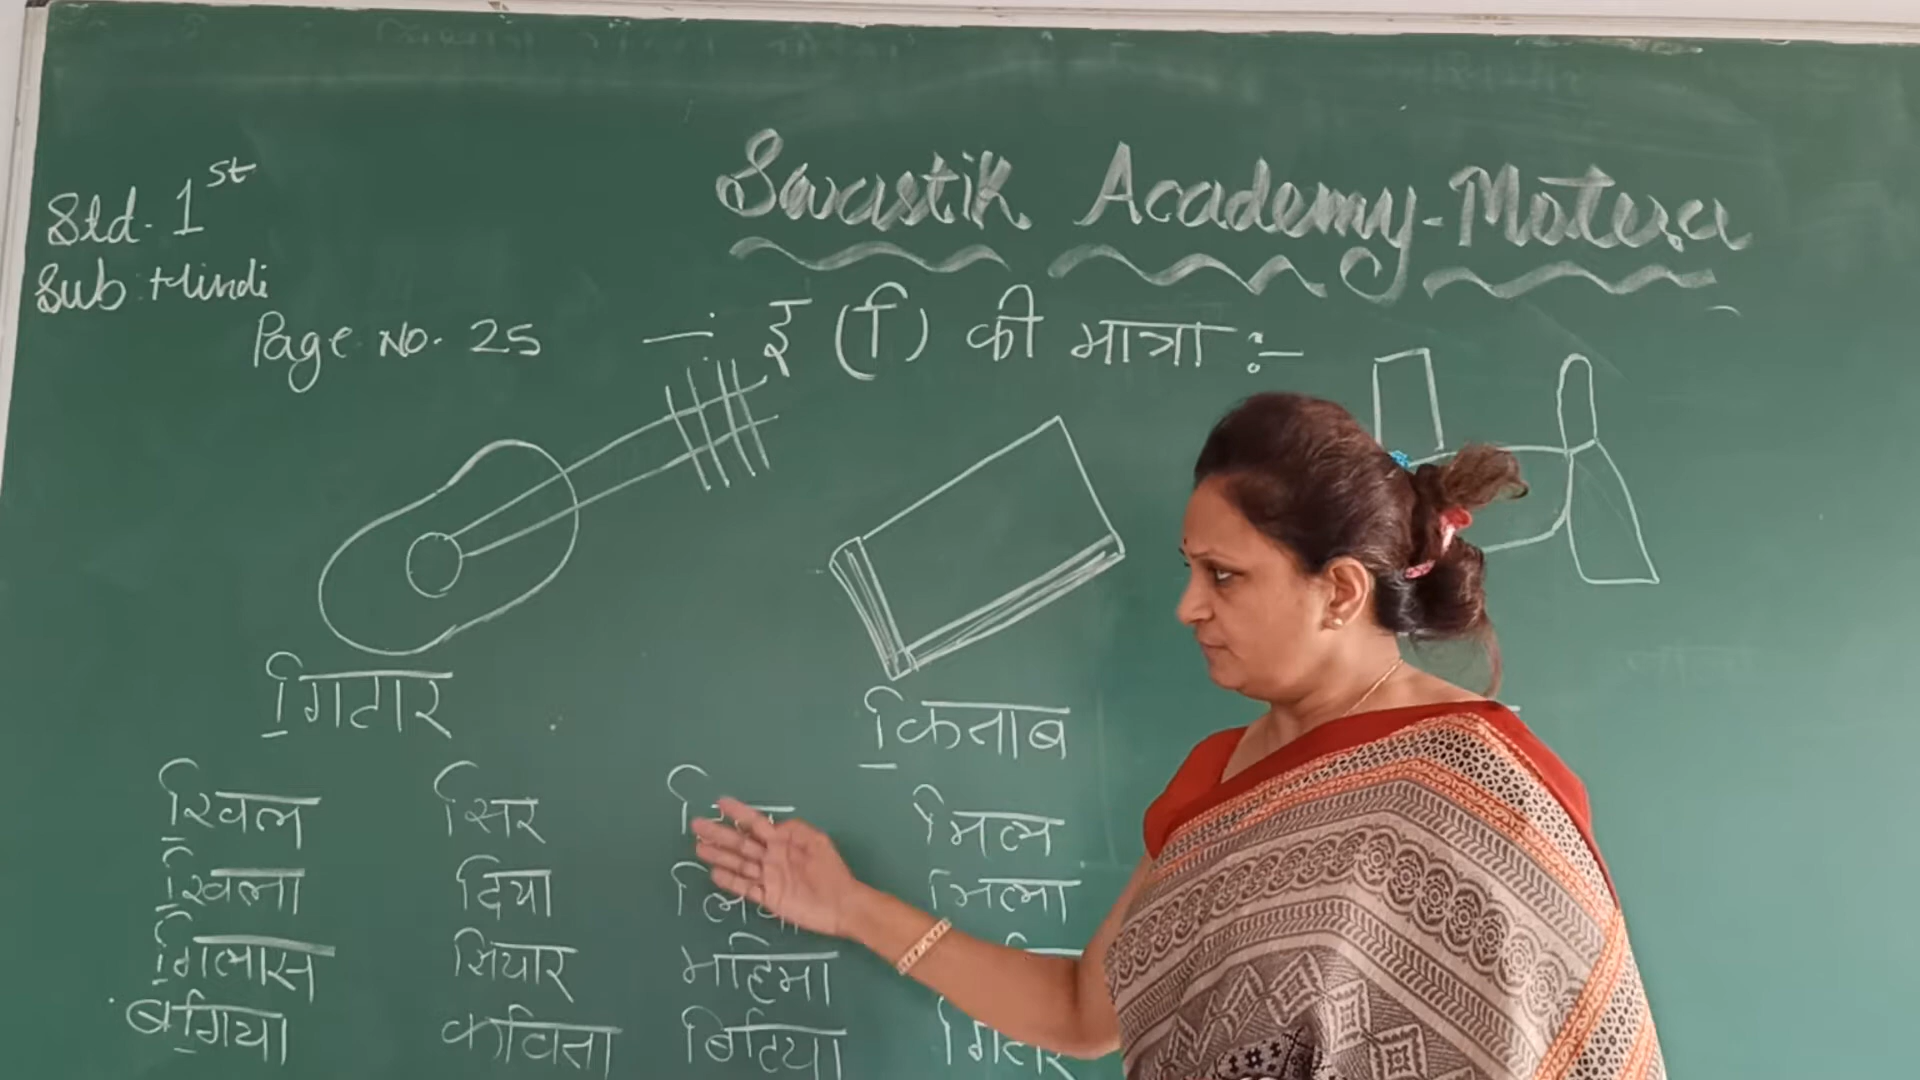 Swastik Academy-Motera
Std. 1st
Sub Hindi
Page No. 25 — : इ (ि) की मात्रा :—
गिटार किताब
खिल सिर मिल
खिला दिया मिला
गिलास सियार महिमा
बगिया कविता बिटिया गिटार